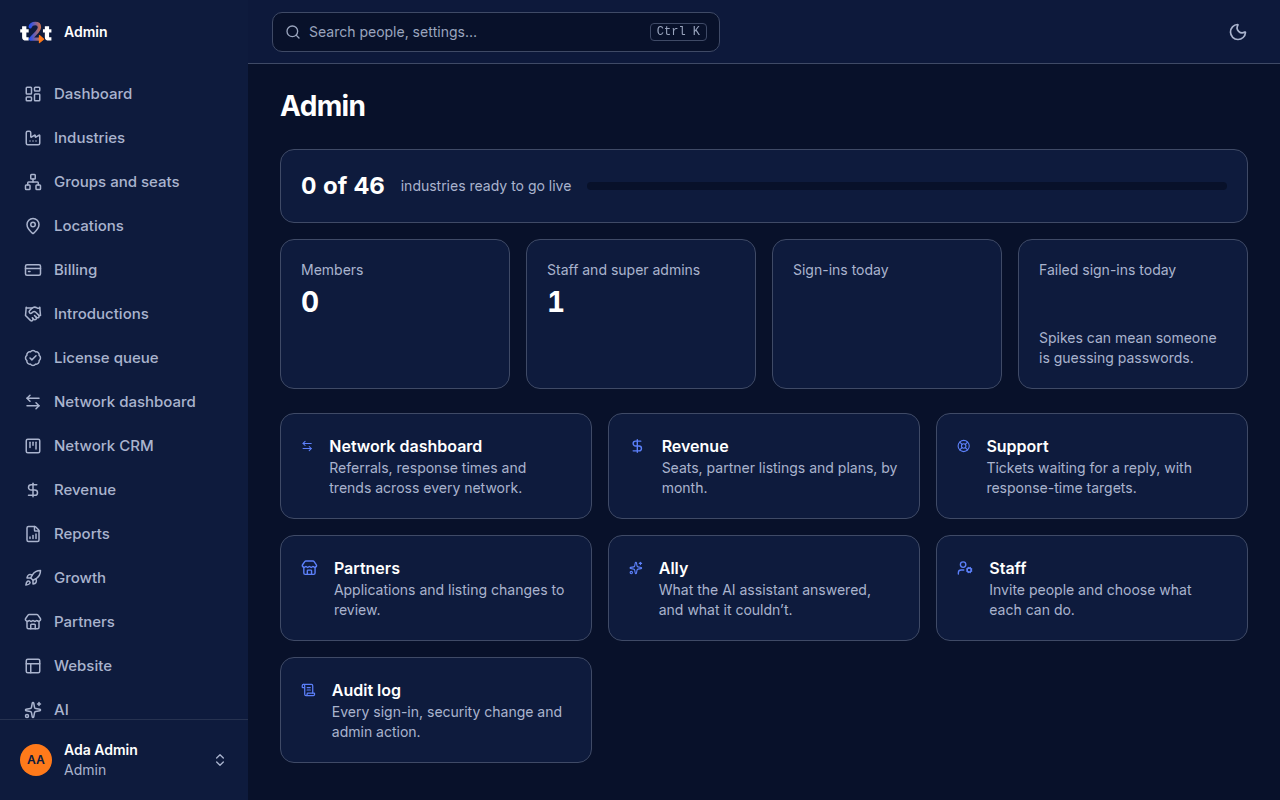 t2t Admin
Search people, settings...
Ctrl K
Dashboard
Industries
Groups and seats
Locations
Billing
Introductions
License queue
Network dashboard
Network CRM
Revenue
Reports
Growth
Partners
Website
AI
AA
Ada Admin
Admin
Admin
0 of 46 industries ready to go live
Members
0
Staff and super admins
1
Sign-ins today
Failed sign-ins today
Spikes can mean someone
is guessing passwords.
Network dashboard
Referrals, response times and
trends across every network.
Revenue
Seats, partner listings and plans, by
month.
Support
Tickets waiting for a reply, with
response-time targets.
Partners
Applications and listing changes to
review.
Ally
What the AI assistant answered,
and what it couldn’t.
Staff
Invite people and choose what
each can do.
Audit log
Every sign-in, security change and
admin action.